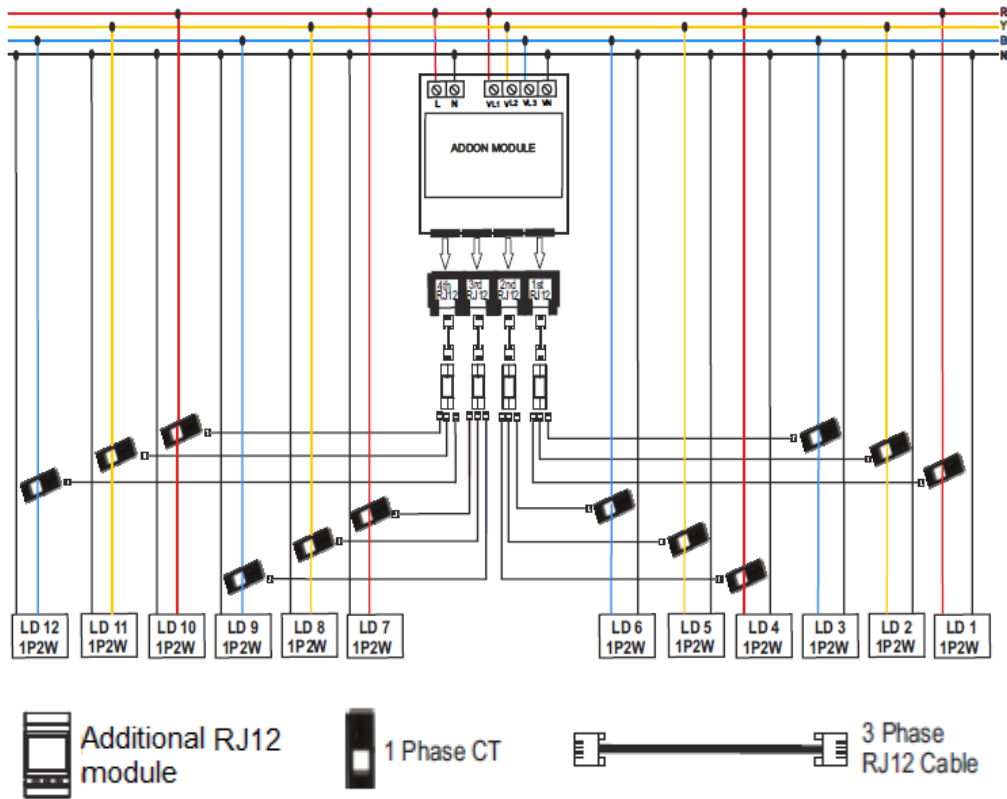 R
Y
B
N
L N VL1 VL2 VL3 VN
ADDON MODULE
4th RJ12
3rd RJ12
2nd RJ12
1st RJ12
LD 12 1P2W
LD 11 1P2W
LD 10 1P2W
LD 9 1P2W
LD 8 1P2W
LD 7 1P2W
LD 6 1P2W
LD 5 1P2W
LD 4 1P2W
LD 3 1P2W
LD 2 1P2W
LD 1 1P2W
Additional RJ12
module
1 Phase CT
3 Phase
RJ12 Cable